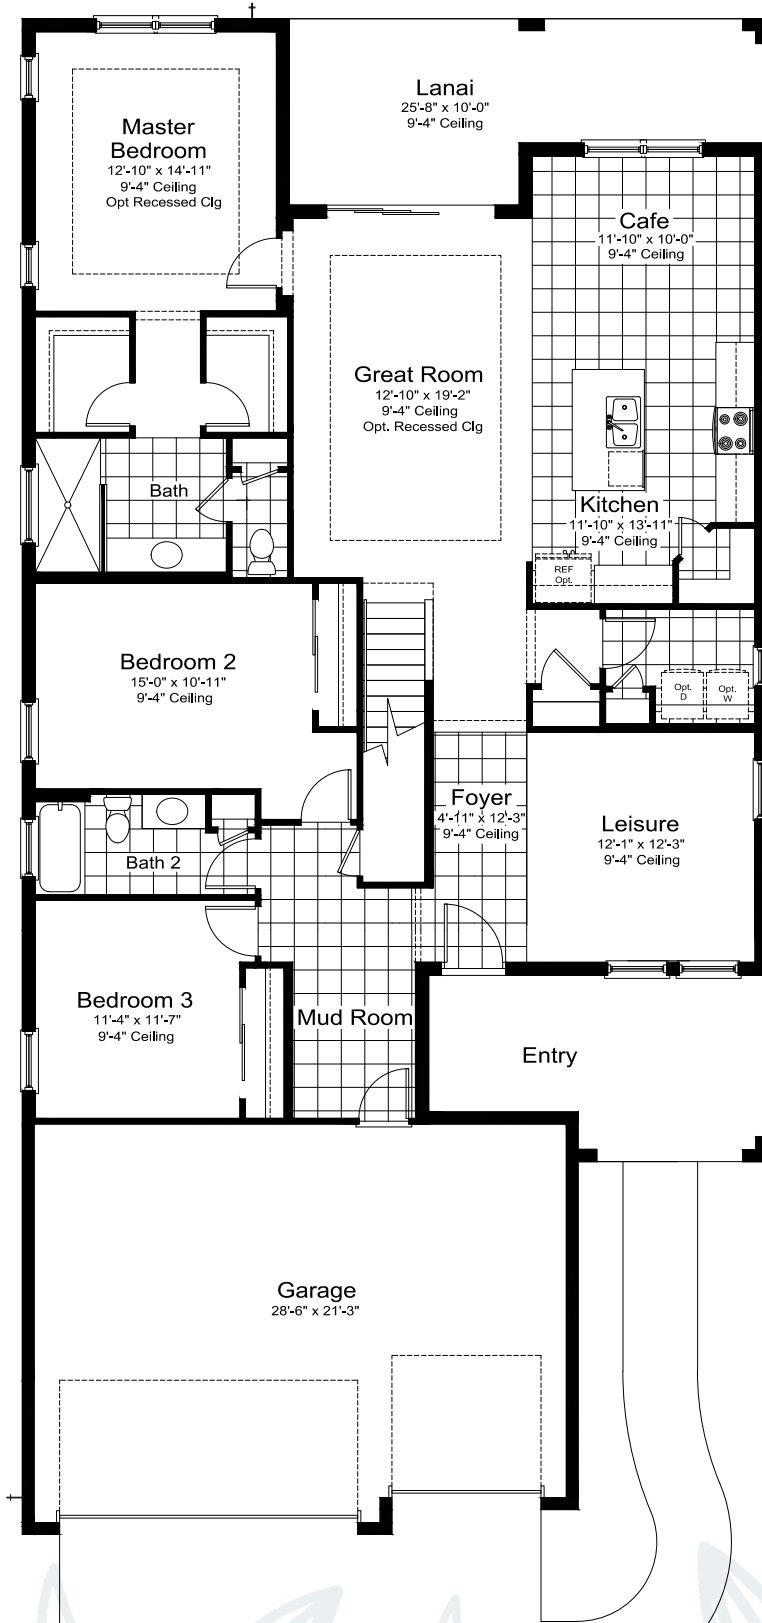 Lanai
25'-8" x 10'-0"
9'-4" Ceiling
Master
Bedroom
12'-10" x 14'-11"
9'-4" Ceiling
Opt Recessed Clg
Cafe
11'-10" x 10'-0"
9'-4" Ceiling
Great Room
12'-10" x 19'-2"
9'-4" Ceiling
Opt. Recessed Clg
Bath
Kitchen
11'-10" x 13'-11"
9'-4" Ceiling
REF
Opt.
Bedroom 2
15'-0" x 10'-11"
9'-4" Ceiling
Opt.
D
Opt.
W
Foyer
4'-11" x 12'-3"
9'-4" Ceiling
Leisure
12'-1" x 12'-3"
9'-4" Ceiling
Bath 2
Bedroom 3
11'-4" x 11'-7"
9'-4" Ceiling
Mud Room
Entry
Garage
28'-6" x 21'-3"